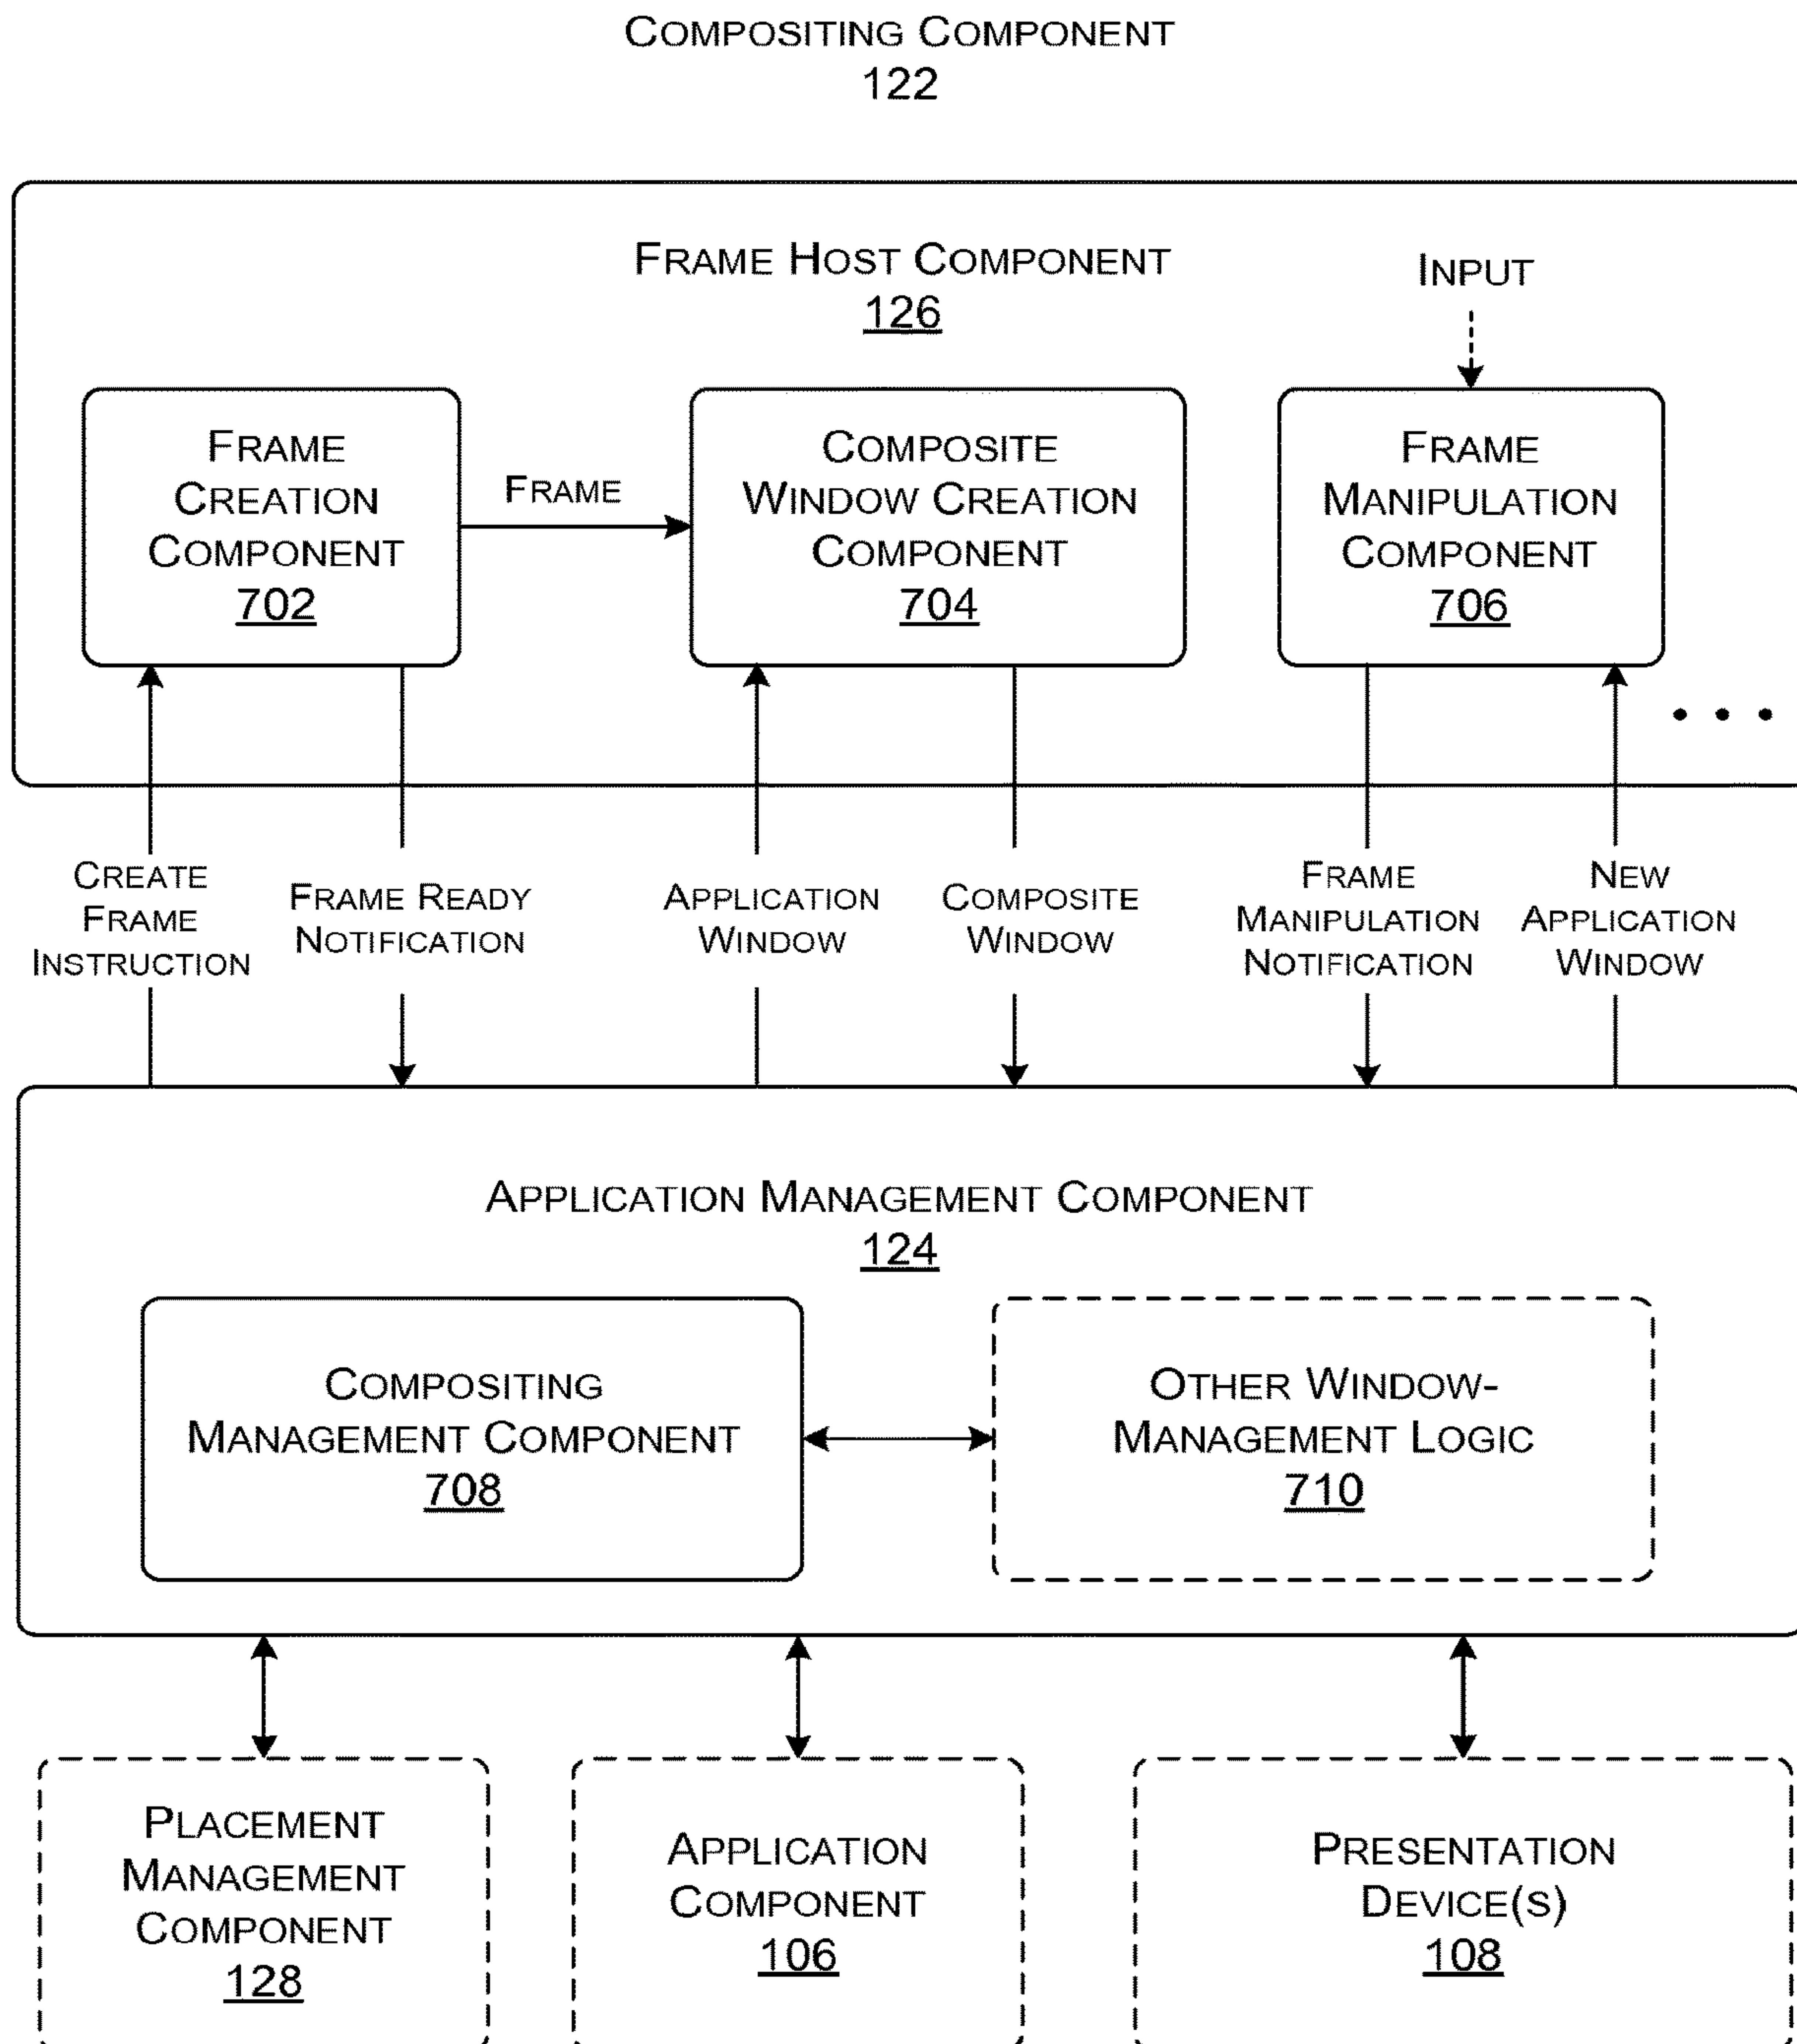 COMPOSITING COMPONENT
122
FRAME HOST COMPONENT
126
INPUT
FRAME
CREATION
COMPONENT
702
FRAME
COMPOSITE
WINDOW CREATION
COMPONENT
704
FRAME
MANIPULATION
COMPONENT
706
• • •
CREATE
FRAME
INSTRUCTION
FRAME READY
NOTIFICATION
APPLICATION
WINDOW
COMPOSITE
WINDOW
FRAME
MANIPULATION
NOTIFICATION
NEW
APPLICATION
WINDOW
APPLICATION MANAGEMENT COMPONENT
124
COMPOSITING
MANAGEMENT COMPONENT
708
OTHER WINDOW-
MANAGEMENT LOGIC
710
PLACEMENT
MANAGEMENT
COMPONENT
128
APPLICATION
COMPONENT
106
PRESENTATION
DEVICE(S)
108